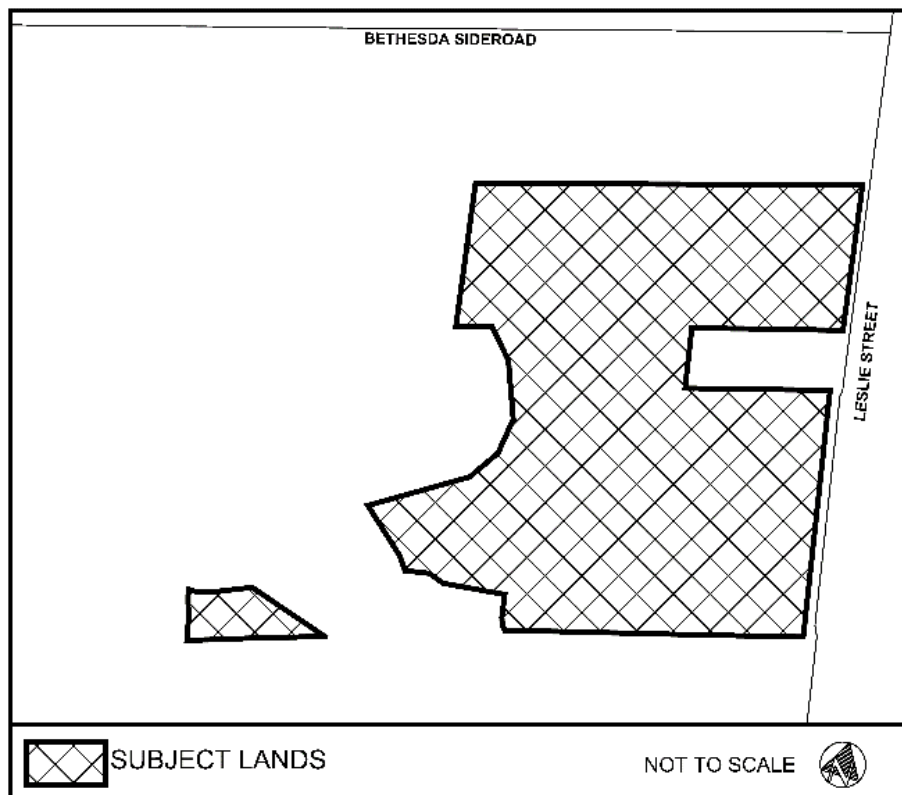 BETHESDA SIDEROAD
LESLIE STREET
SUBJECT LANDS
NOT TO SCALE